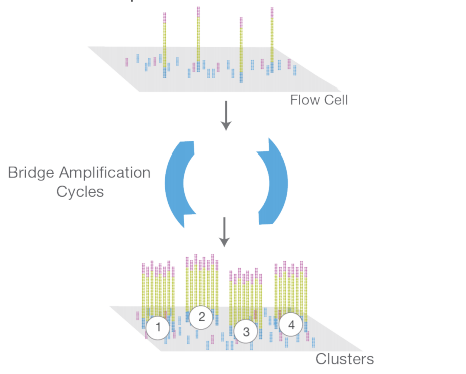 Flow Cell
Bridge Amplification
Cycles
1
2
3
4
Clusters